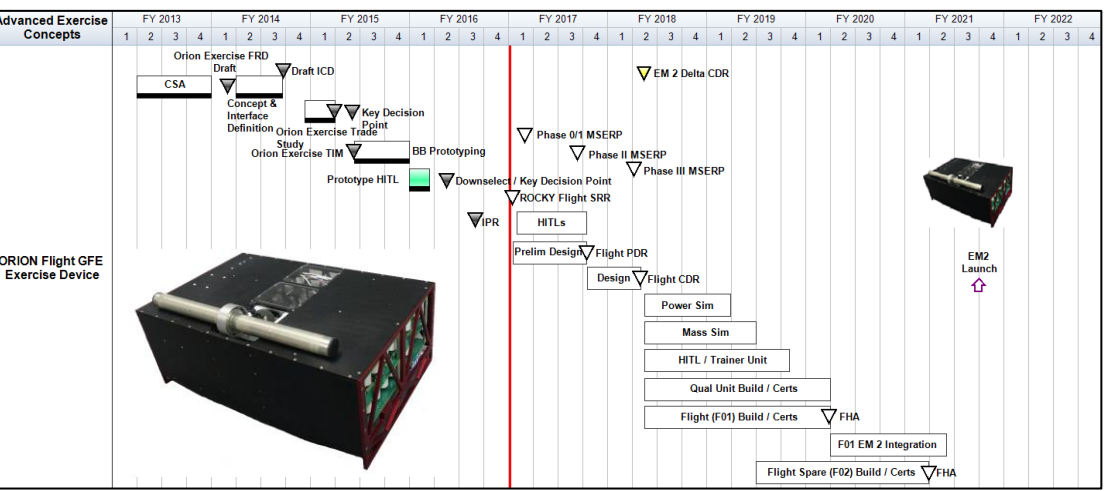 Advanced Exercise
Concepts
FY 2013 FY 2014 FY 2015 FY 2016 FY 2017 FY 2018 FY 2019 FY 2020 FY 2021 FY 2022
1 2 3 4 1 2 3 4 1 2 3 4 1 2 3 4 1 2 3 4 1 2 3 4 1 2 3 4 1 2 3 4 1 2 3 4 1 2 3 4
Orion Exercise FRD
Draft
Draft ICD
EM 2 Delta CDR
CSA
Concept &
Interface
Definition
Key Decision
Point
Orion Exercise Trade
Study
Phase 0/1 MSERP
Orion Exercise TIM
BB Prototyping
Phase II MSERP
Phase III MSERP
Prototype HITL
Downselect / Key Decision Point
ROCKY Flight SRR
IPR
HITLs
ORION Flight GFE
Exercise Device
Prelim Design
Flight PDR
EM2
Launch
Design
Flight CDR
Power Sim
Mass Sim
HITL / Trainer Unit
Qual Unit Build / Certs
Flight (F01) Build / Certs
FHA
F01 EM 2 Integration
Flight Spare (F02) Build / Certs
FHA